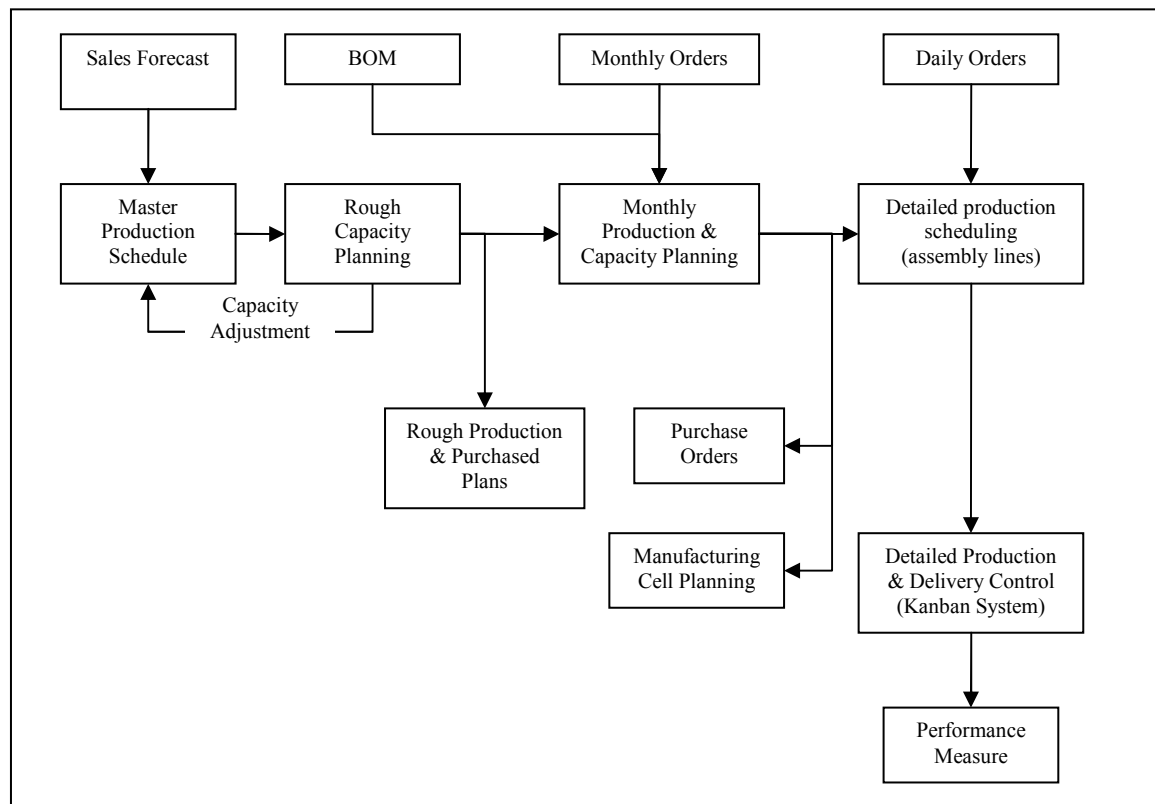 Sales Forecast
BOM
Monthly Orders
Daily Orders
Master
Production
Schedule
Rough
Capacity
Planning
Monthly
Production &
Capacity Planning
Detailed production
scheduling
(assembly lines)
Capacity
Adjustment
Rough Production
& Purchased
Plans
Purchase
Orders
Manufacturing
Cell Planning
Detailed Production
& Delivery Control
(Kanban System)
Performance
Measure